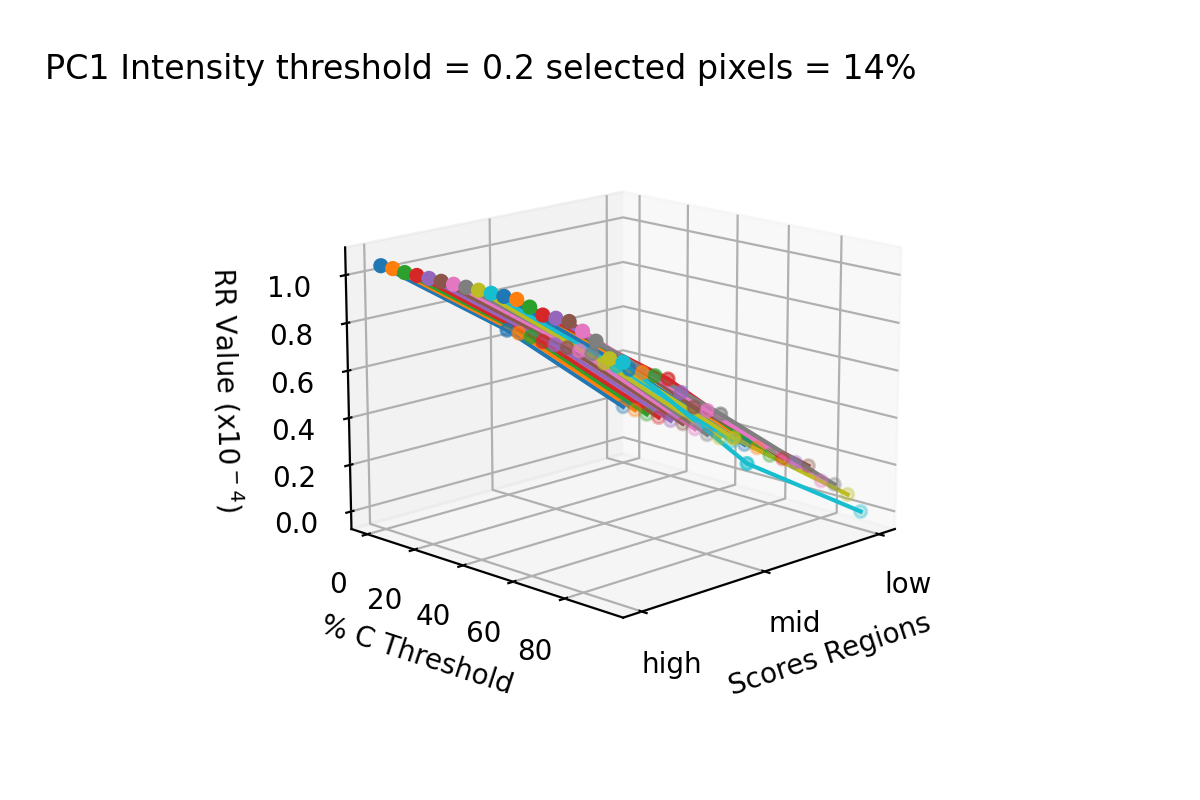 PC1 Intensity threshold = 0.2 selected pixels = 14%
RR Value (x10⁻⁴)
1.0
0.8
0.6
0.4
0.2
0.0
0
20
40
60
80
% C Threshold
high
mid
low
Scores Regions